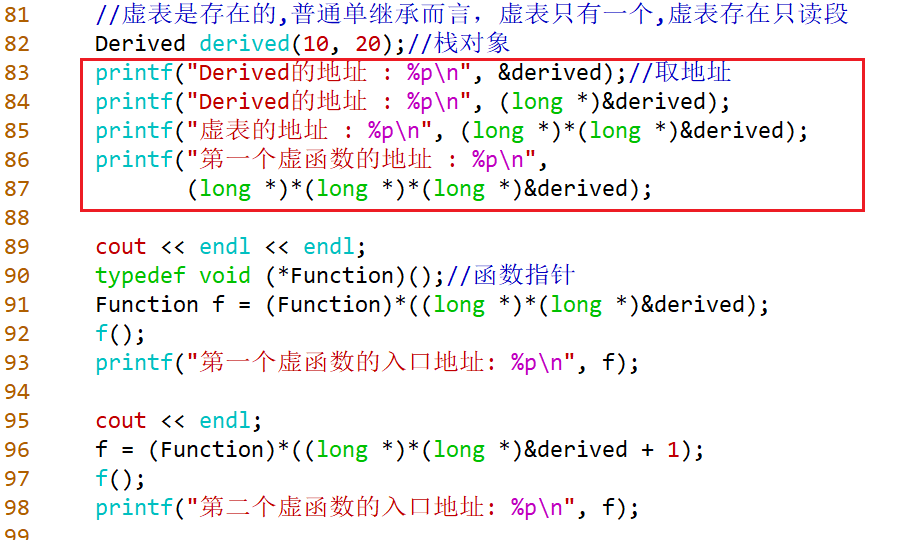 81 //虚表是存在的,普通单继承而言，虚表只有一个,虚表存在只读段
82 Derived derived(10, 20);//栈对象
83 printf("Derived的地址 : %p\n", &derived);//取地址
84 printf("Derived的地址 : %p\n", (long *)&derived);
85 printf("虚表的地址 : %p\n", (long *)*(long *)&derived);
86 printf("第一个虚函数的地址 : %p\n",
87 (long *)*(long *)*(long *)&derived);
88
89 cout << endl << endl;
90 typedef void (*Function)();//函数指针
91 Function f = (Function)*((long *)*(long *)&derived);
92 f();
93 printf("第一个虚函数的入口地址: %p\n", f);
94
95 cout << endl;
96 f = (Function)*((long *)*(long *)&derived + 1);
97 f();
98 printf("第二个虚函数的入口地址: %p\n", f);
99